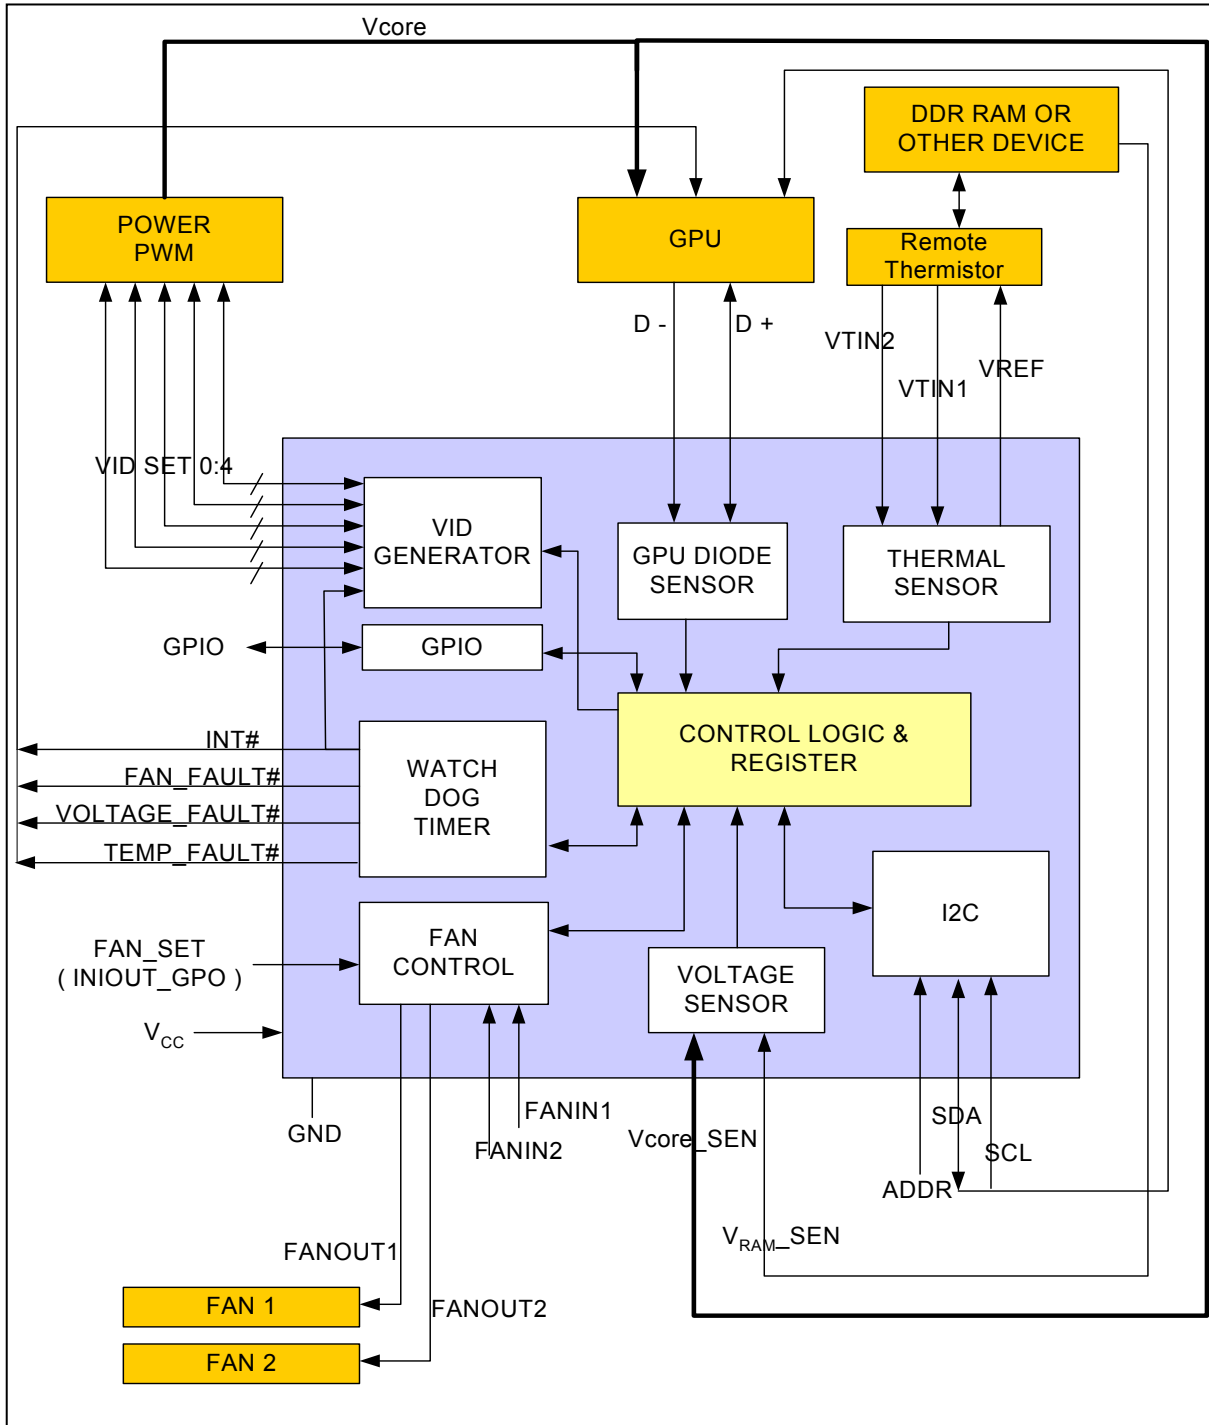 Vcore
DDR RAM OR
OTHER DEVICE
POWER
PWM
GPU
Remote
Thermistor
D -
D +
VTIN2
VTIN1
VREF
VID SET 0:4
VID
GENERATOR
GPU DIODE
SENSOR
THERMAL
SENSOR
GPIO
GPIO
CONTROL LOGIC &
REGISTER
INT#
FAN_FAULT#
VOLTAGE_FAULT#
TEMP_FAULT#
WATCH
DOG
TIMER
I2C
FAN_SET
( INIOUT_GPO )
FAN
CONTROL
VOLTAGE
SENSOR
VCC
GND
FANIN1
FANIN2
Vcore_SEN
SDA
SCL
ADDR
VRAM_SEN
FANOUT1
FANOUT2
FAN 1
FAN 2